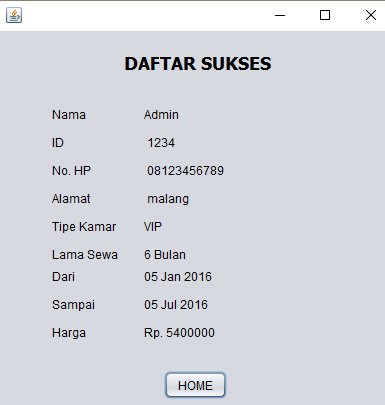 DAFTAR SUKSES
Nama Admin
ID 1234
No. HP 08123456789
Alamat malang
Tipe Kamar VIP
Lama Sewa 6 Bulan
Dari 05 Jan 2016
Sampai 05 Jul 2016
Harga Rp. 5400000
HOME